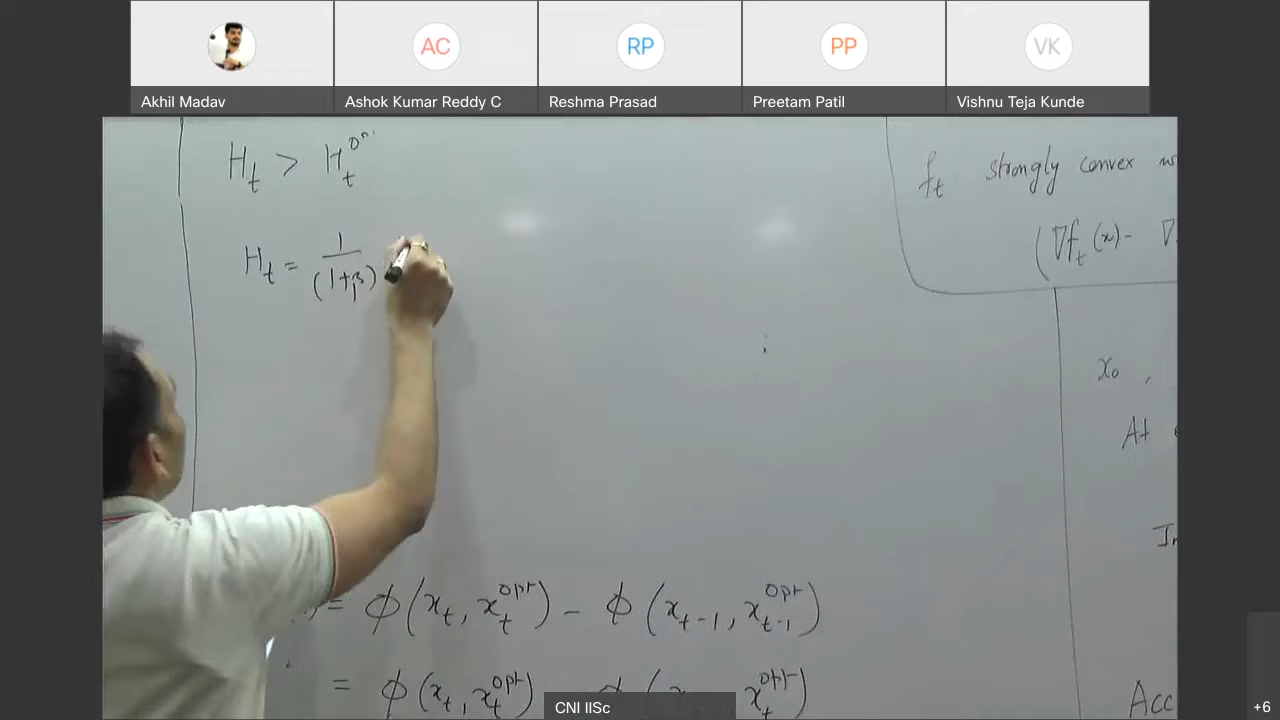 AC RP PP VK
Akhil Madav Ashok Kumar Reddy C Reshma Prasad Preetam Patil Vishnu Teja Kunde
H_t > H_t^
f_t strongly convex
(∇f_t(x) - ∇
H_t = 1/(1+β)
x_0 ,
At
= ϕ(x_t, x_t^opt) - ϕ(x_{t-1}, x_{t-1}^opt)
= ϕ(x_t, x_t^opt) ϕ( x_t^opt)
Acc
CNI IISc
+6